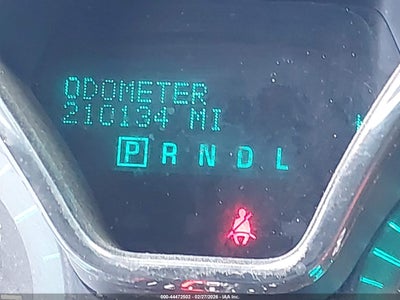 ODOMETER
210134 MI
P R N D L
000-44472503 - 02/27/2026 - IAA Inc.